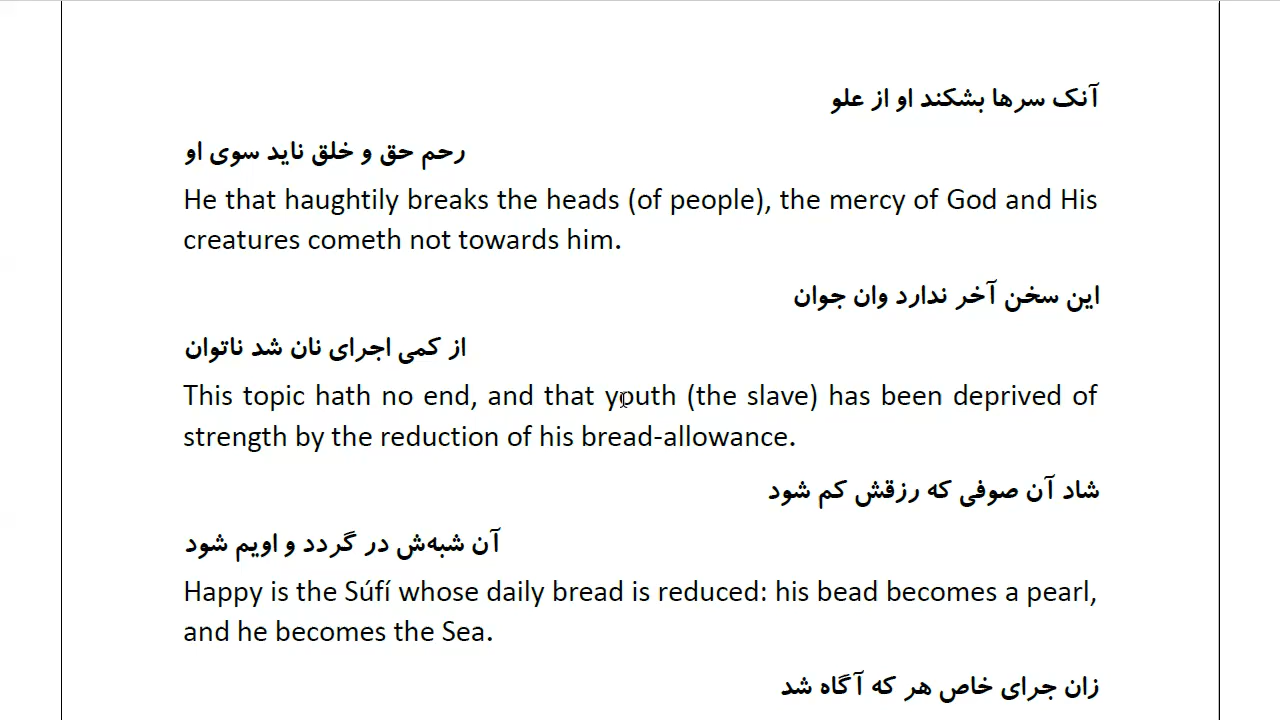 آنک سرها بشکند او از علو
رحم حق و خلق ناید سوی او
He that haughtily breaks the heads (of people), the mercy of God and His
creatures cometh not towards him.
این سخن آخر ندارد وان جوان
از کمی اجرای نان شد ناتوان
This topic hath no end, and that youth (the slave) has been deprived of
strength by the reduction of his bread-allowance.
شاد آن صوفی که رزقش کم شود
آن شبه‌ش در گردد و اویم شود
Happy is the Súfí whose daily bread is reduced: his bead becomes a pearl,
and he becomes the Sea.
زان جرای خاص هر که آگاه شد